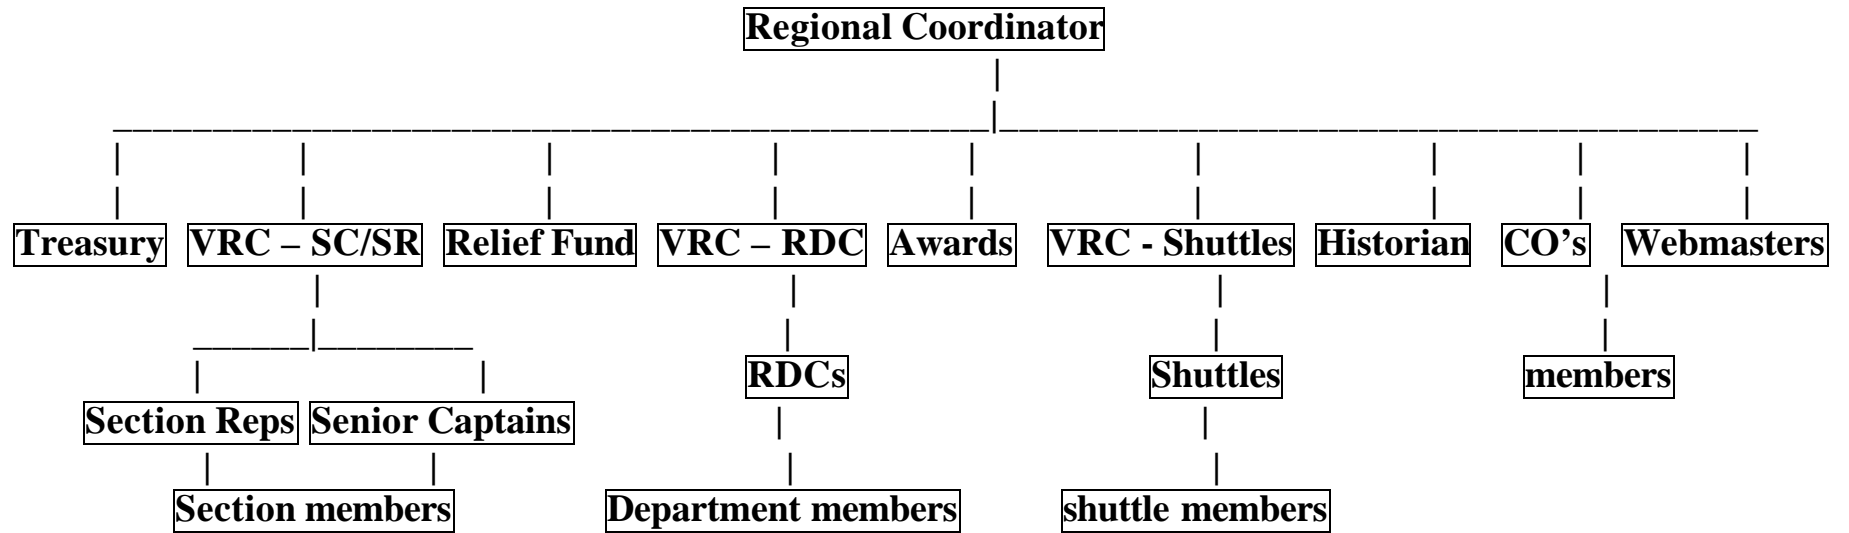 Regional Coordinator
Treasury VRC – SC/SR Relief Fund VRC – RDC Awards VRC - Shuttles Historian CO’s Webmasters
RDCs Shuttles members
Section Reps Senior Captains
Section members Department members shuttle members